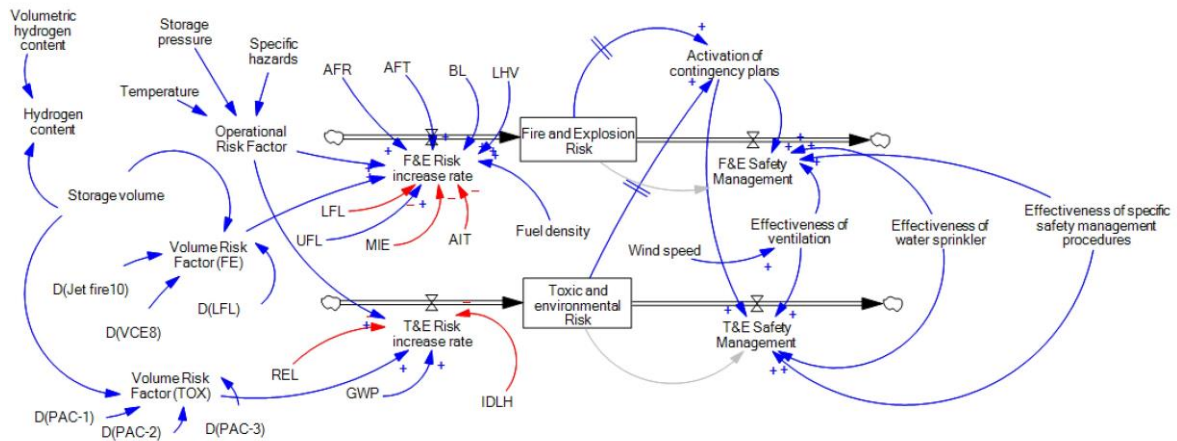 Volumetric
hydrogen content
Storage
pressure
Specific
hazards
AFR
AFT
BL
LHV
Activation of
contingency plans
Temperature
Hydrogen
content
Operational
Risk Factor
Fire and Explosion
Risk
F&E Risk
increase rate
F&E Safety
Management
Storage volume
LFL
UFL
MIE
AIT
Fuel density
Effectiveness of
ventilation
Effectiveness of
water sprinkler
Effectiveness of specific
safety management
procedures
Volume Risk
Factor (FE)
Wind speed
D(Jet fire10)
D(VCE8)
D(LFL)
Toxic and
environmental
Risk
T&E Risk
increase rate
T&E Safety
Management
REL
GWP
IDLH
Volume Risk
Factor (TOX)
D(PAC-1)
D(PAC-2)
D(PAC-3)